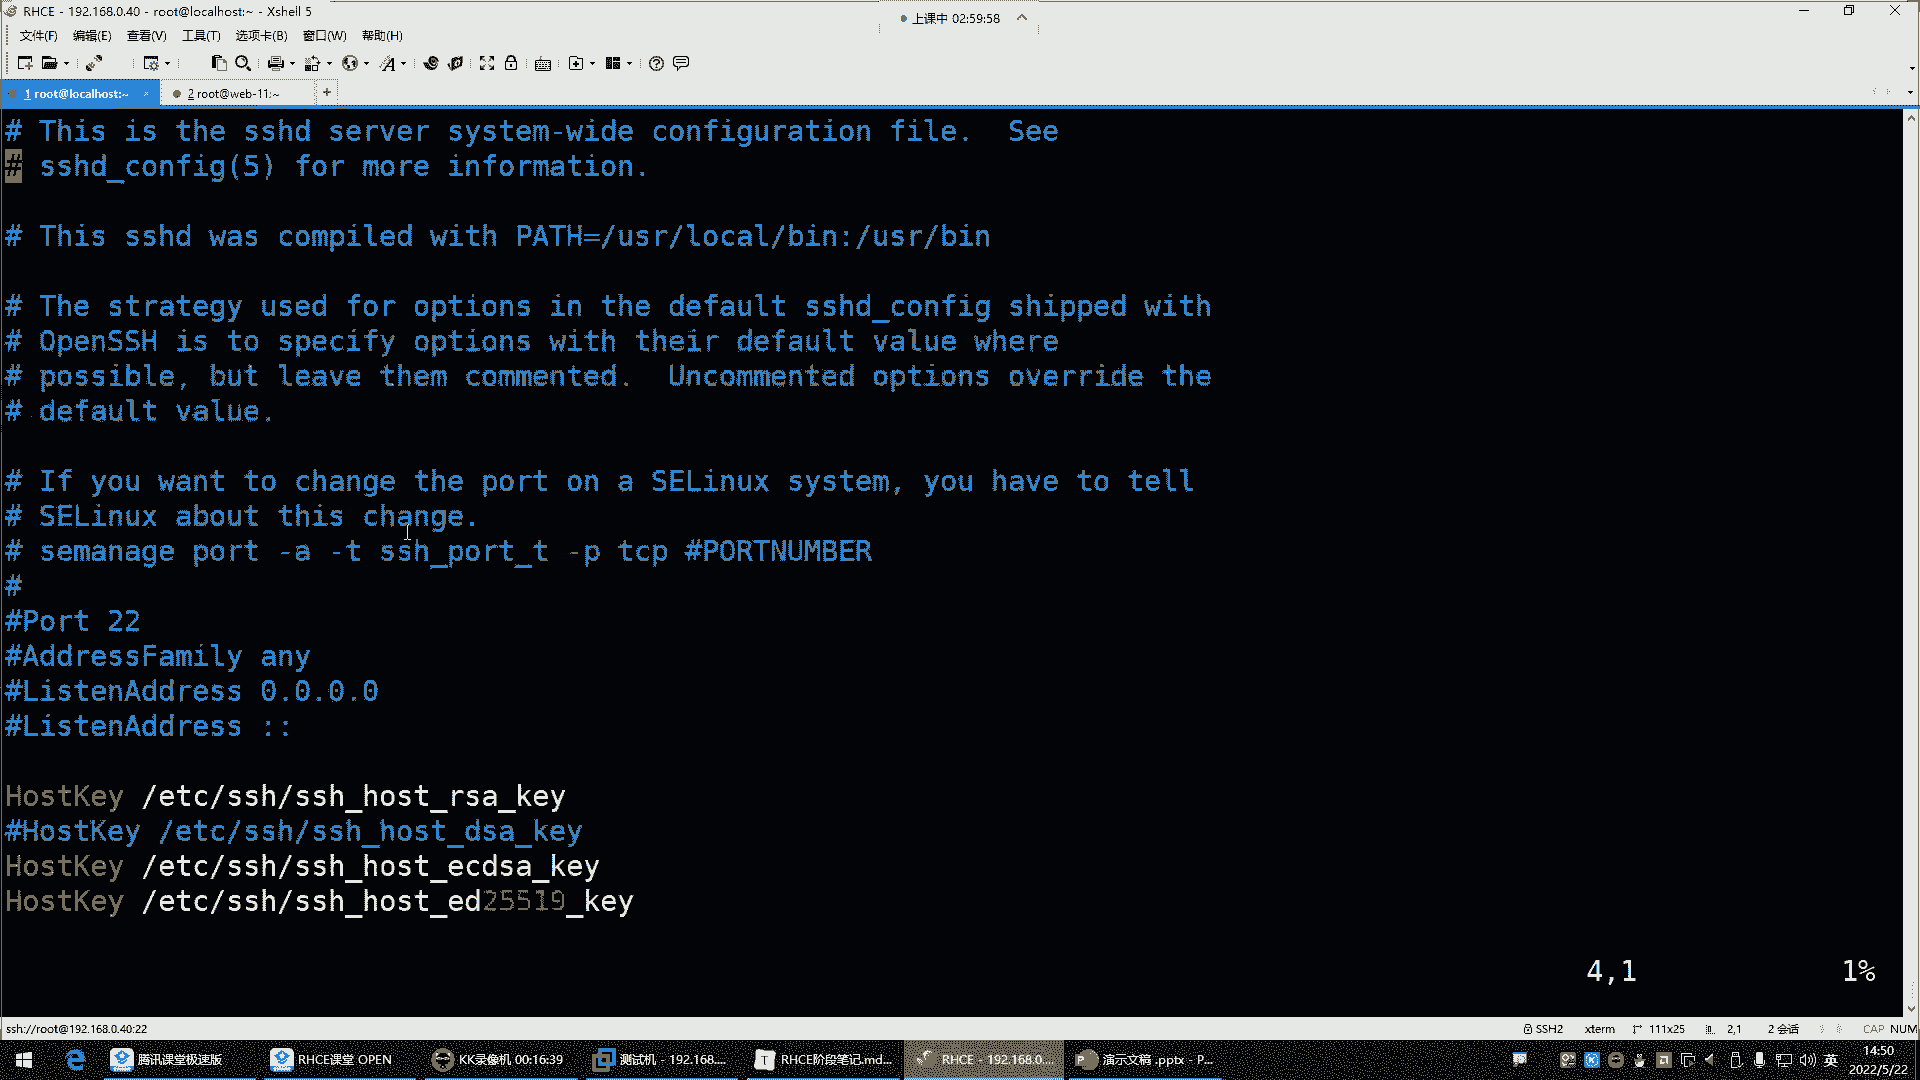 RHCE - 192.168.0.40 - root@localhost:~ - Xshell 5
上课中 02:59:58
文件(F) 编辑(E) 查看(V) 工具(T) 选项卡(B) 窗口(W) 帮助(H)
1 root@localhost:~ 2 root@web-11:~ +
# This is the sshd server system-wide configuration file.  See
# sshd_config(5) for more information.
# This sshd was compiled with PATH=/usr/local/bin:/usr/bin
# The strategy used for options in the default sshd_config shipped with
# OpenSSH is to specify options with their default value where
# possible, but leave them commented.  Uncommented options override the
# default value.
# If you want to change the port on a SELinux system, you have to tell
# SELinux about this change.
# semanage port -a -t ssh_port_t -p tcp #PORTNUMBER
#
#Port 22
#AddressFamily any
#ListenAddress 0.0.0.0
#ListenAddress ::
HostKey /etc/ssh/ssh_host_rsa_key
#HostKey /etc/ssh/ssh_host_dsa_key
HostKey /etc/ssh/ssh_host_ecdsa_key
HostKey /etc/ssh/ssh_host_ed25519_key
4,1 1%
ssh://root@192.168.0.40:22 SSH2 xterm 111x25 2,1 2 会话 CAP NUM
腾讯课堂极速版 RHCE课堂 OPEN KK录像机 00:16:39 测试机 - 192.168.... RHCE阶段笔记.md... RHCE - 192.168.0.... 演示文稿 .pptx - P... 英 14:50
2022/5/22